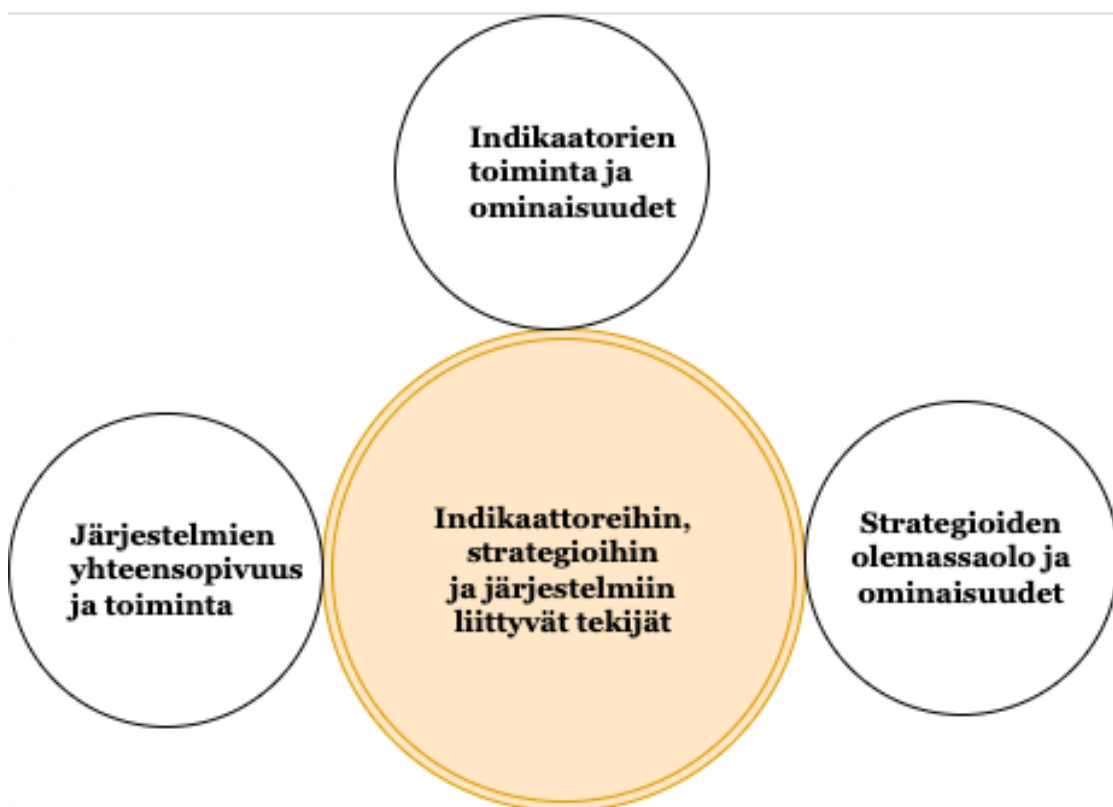 Indikaatorien
toiminta ja
ominaisuudet
Järjestelmien
yhteensopivuus
ja toiminta
Indikaattoreihin,
strategioihin
ja järjestelmiin
liittyvät tekijät
Strategioiden
olemassaolo ja
ominaisuudet